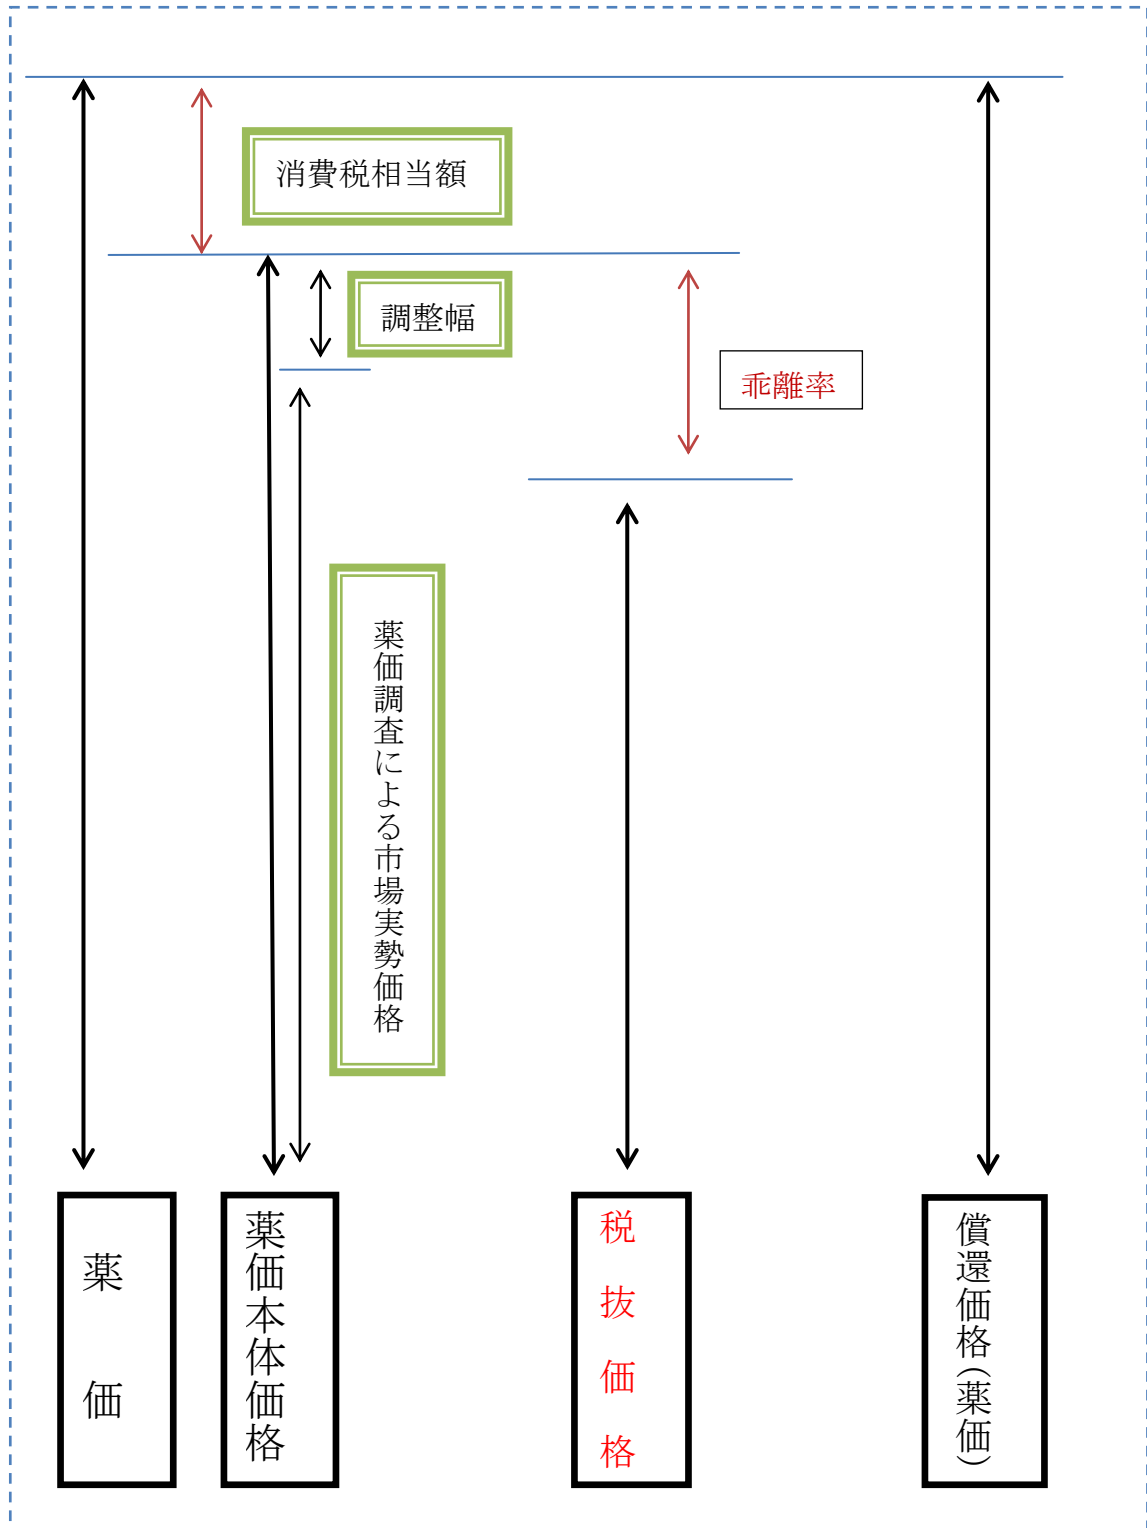 消費税相当額
調整幅
乖離率
薬価調査による市場実勢価格
薬価
薬価本体価格
税抜価格
償還価格(薬価)